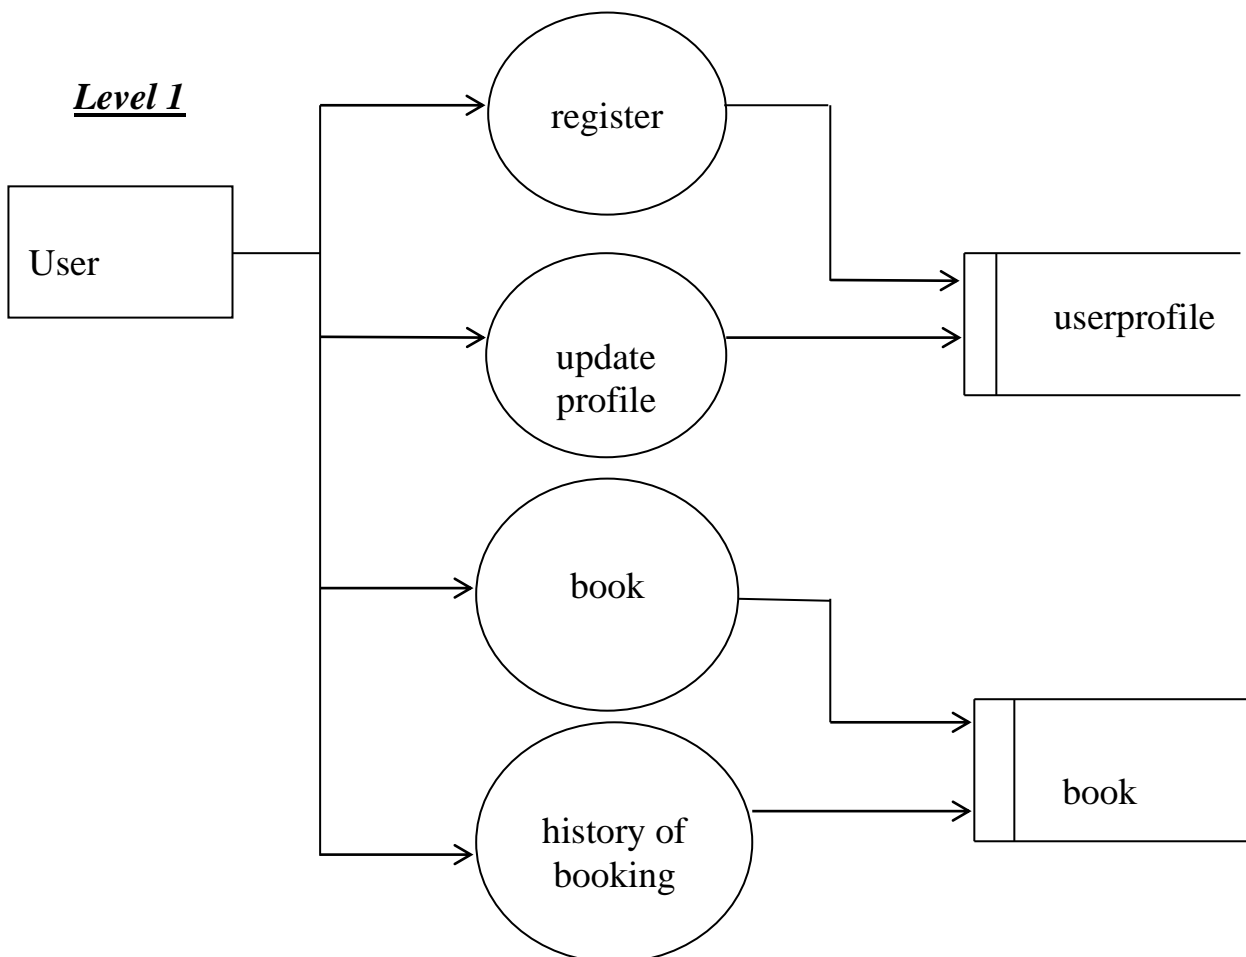 Level 1
register
User
userprofile
update
profile
book
book
history of
booking